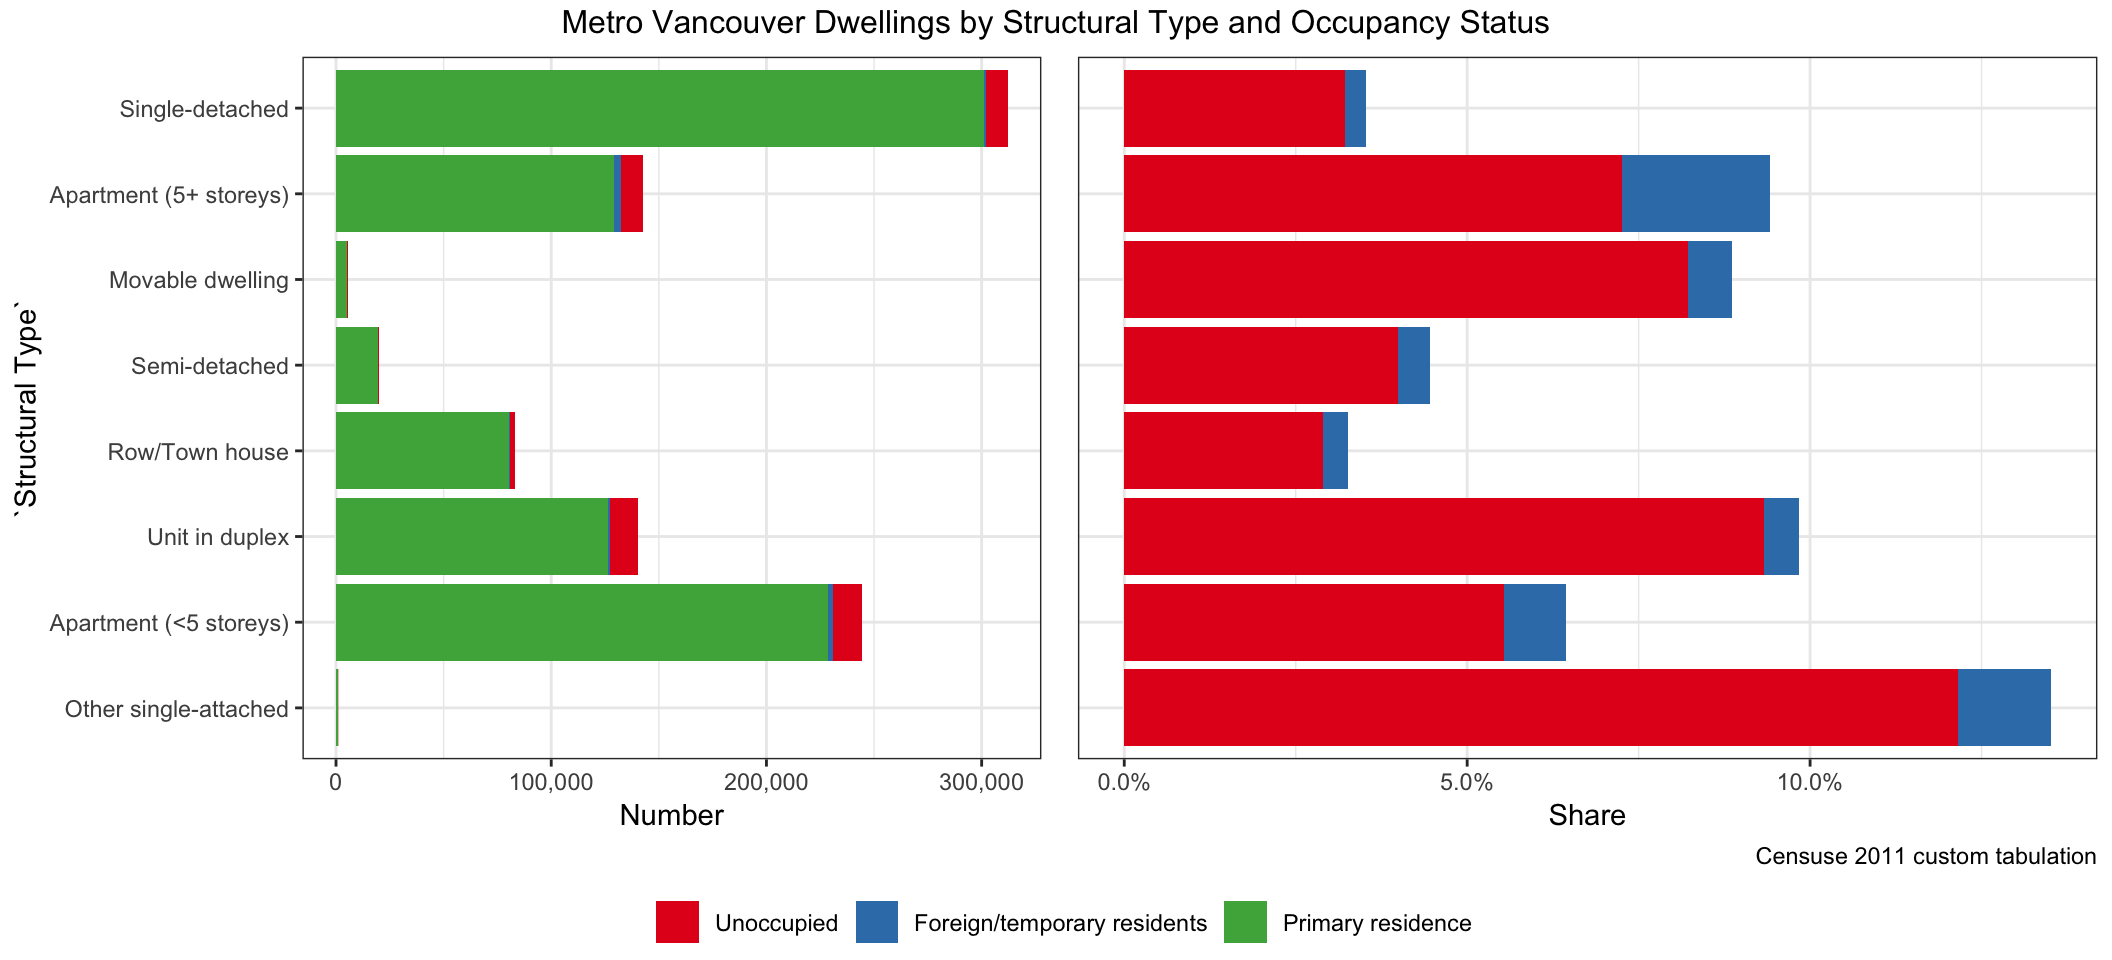 Metro Vancouver Dwellings by Structural Type and Occupancy Status
`Structural Type`
Single-detached
Apartment (5+ storeys)
Movable dwelling
Semi-detached
Row/Town house
Unit in duplex
Apartment (<5 storeys)
Other single-attached
0 100,000 200,000 300,000
Number
0.0% 5.0% 10.0%
Share
Censuse 2011 custom tabulation
Unoccupied Foreign/temporary residents Primary residence